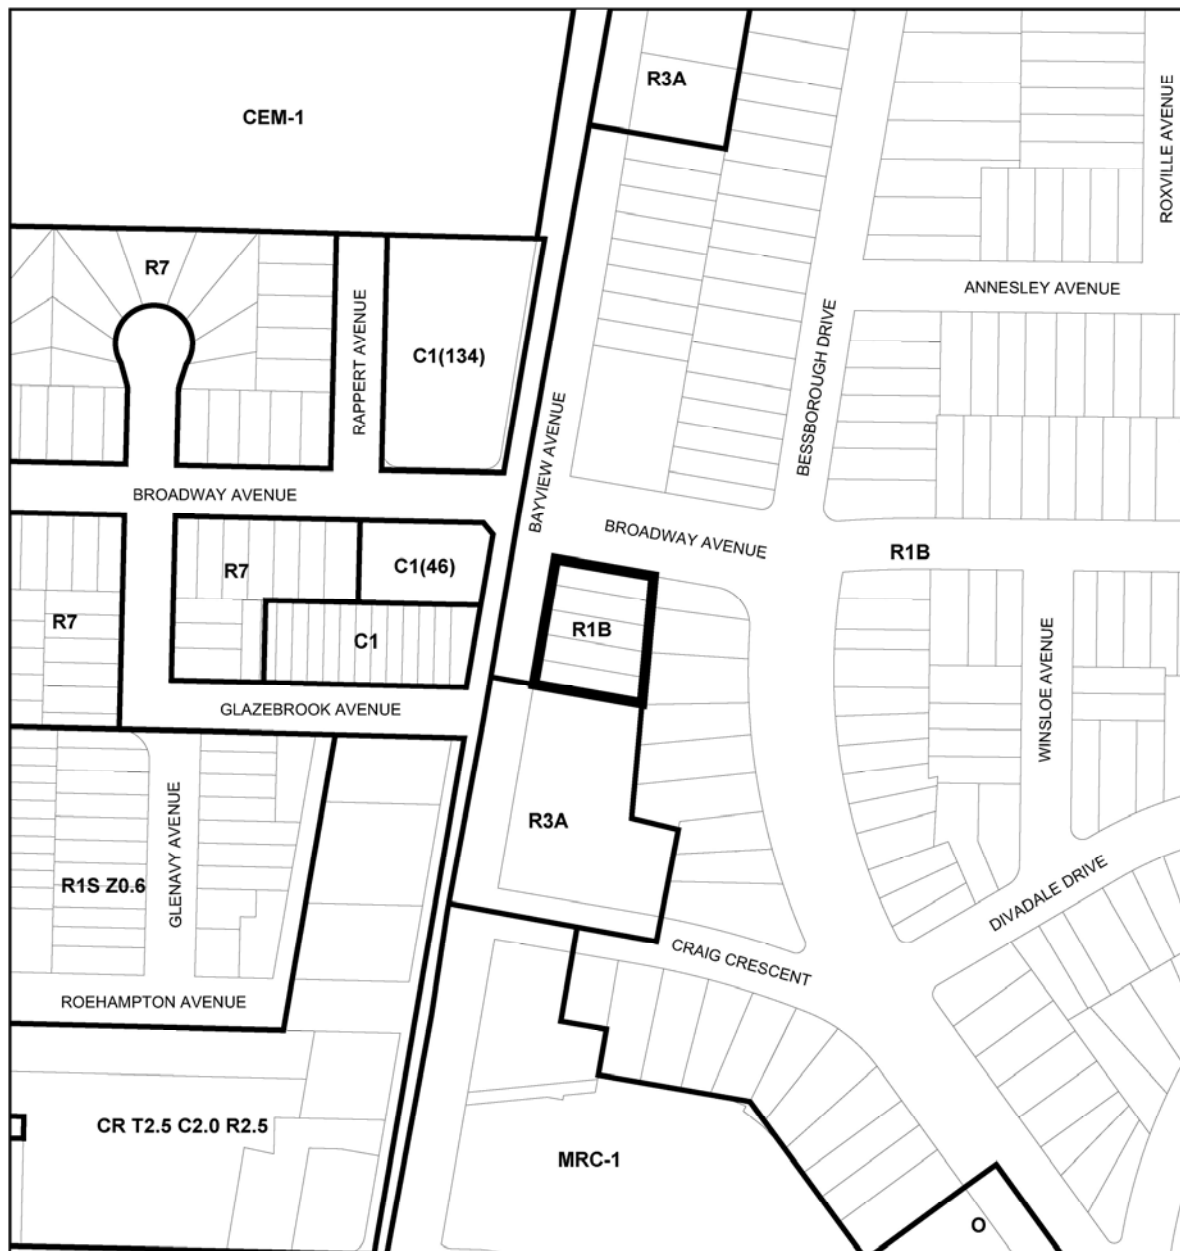 R3A
CEM-1
ROXVILLE AVENUE
R7
ANNESLEY AVENUE
RAPPERT AVENUE
C1(134)
BESSBOROUGH DRIVE
BAYVIEW AVENUE
BROADWAY AVENUE
BROADWAY AVENUE
R1B
R7
C1(46)
R7
R1B
C1
WINSLOE AVENUE
GLAZEBROOK AVENUE
R3A
GLENAVY AVENUE
R1S Z0.6
DIVADALE DRIVE
CRAIG CRESCENT
ROEHAMPTON AVENUE
CR T2.5 C2.0 R2.5
MRC-1
O